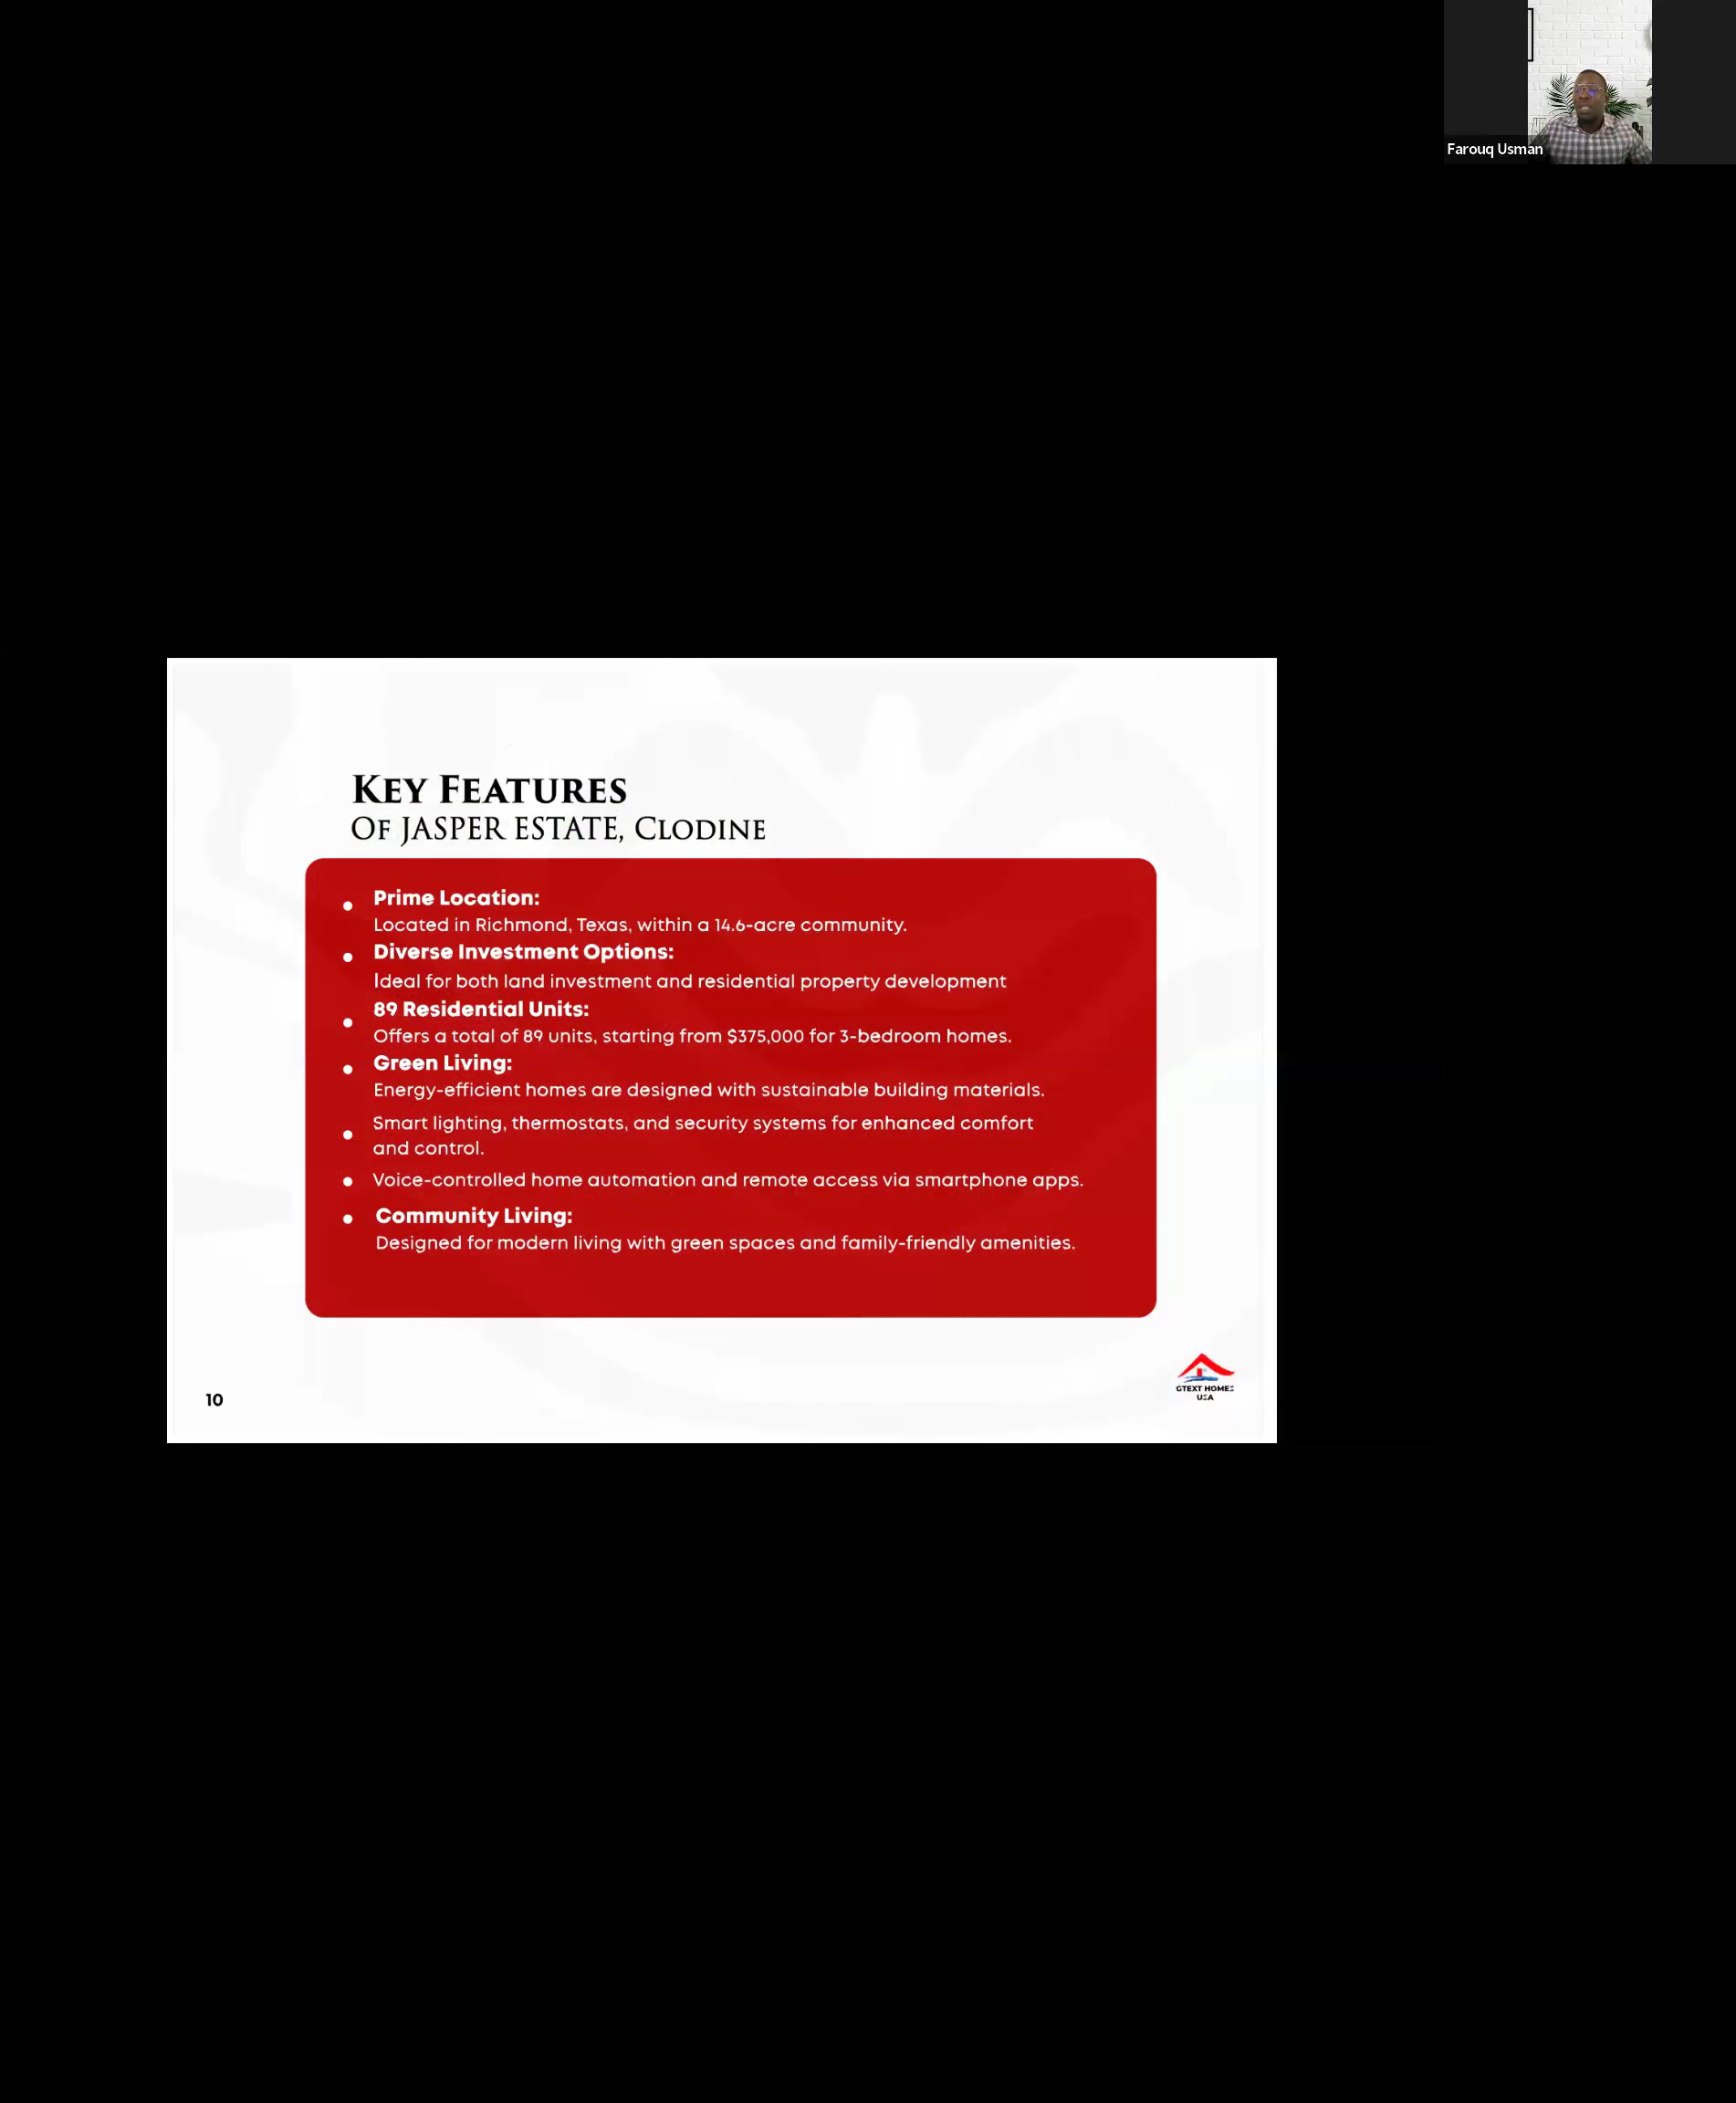 Farouq Usman
KEY FEATURES
OF JASPER ESTATE, CLODINE
Prime Location:
Located in Richmond, Texas, within a 14.6-acre community.
Diverse Investment Options:
Ideal for both land investment and residential property development
89 Residential Units:
Offers a total of 89 units, starting from $375,000 for 3-bedroom homes.
Green Living:
Energy-efficient homes are designed with sustainable building materials.
Smart lighting, thermostats, and security systems for enhanced comfort
and control.
Voice-controlled home automation and remote access via smartphone apps.
Community Living:
Designed for modern living with green spaces and family-friendly amenities.
10
GTEXT HOMES
USA